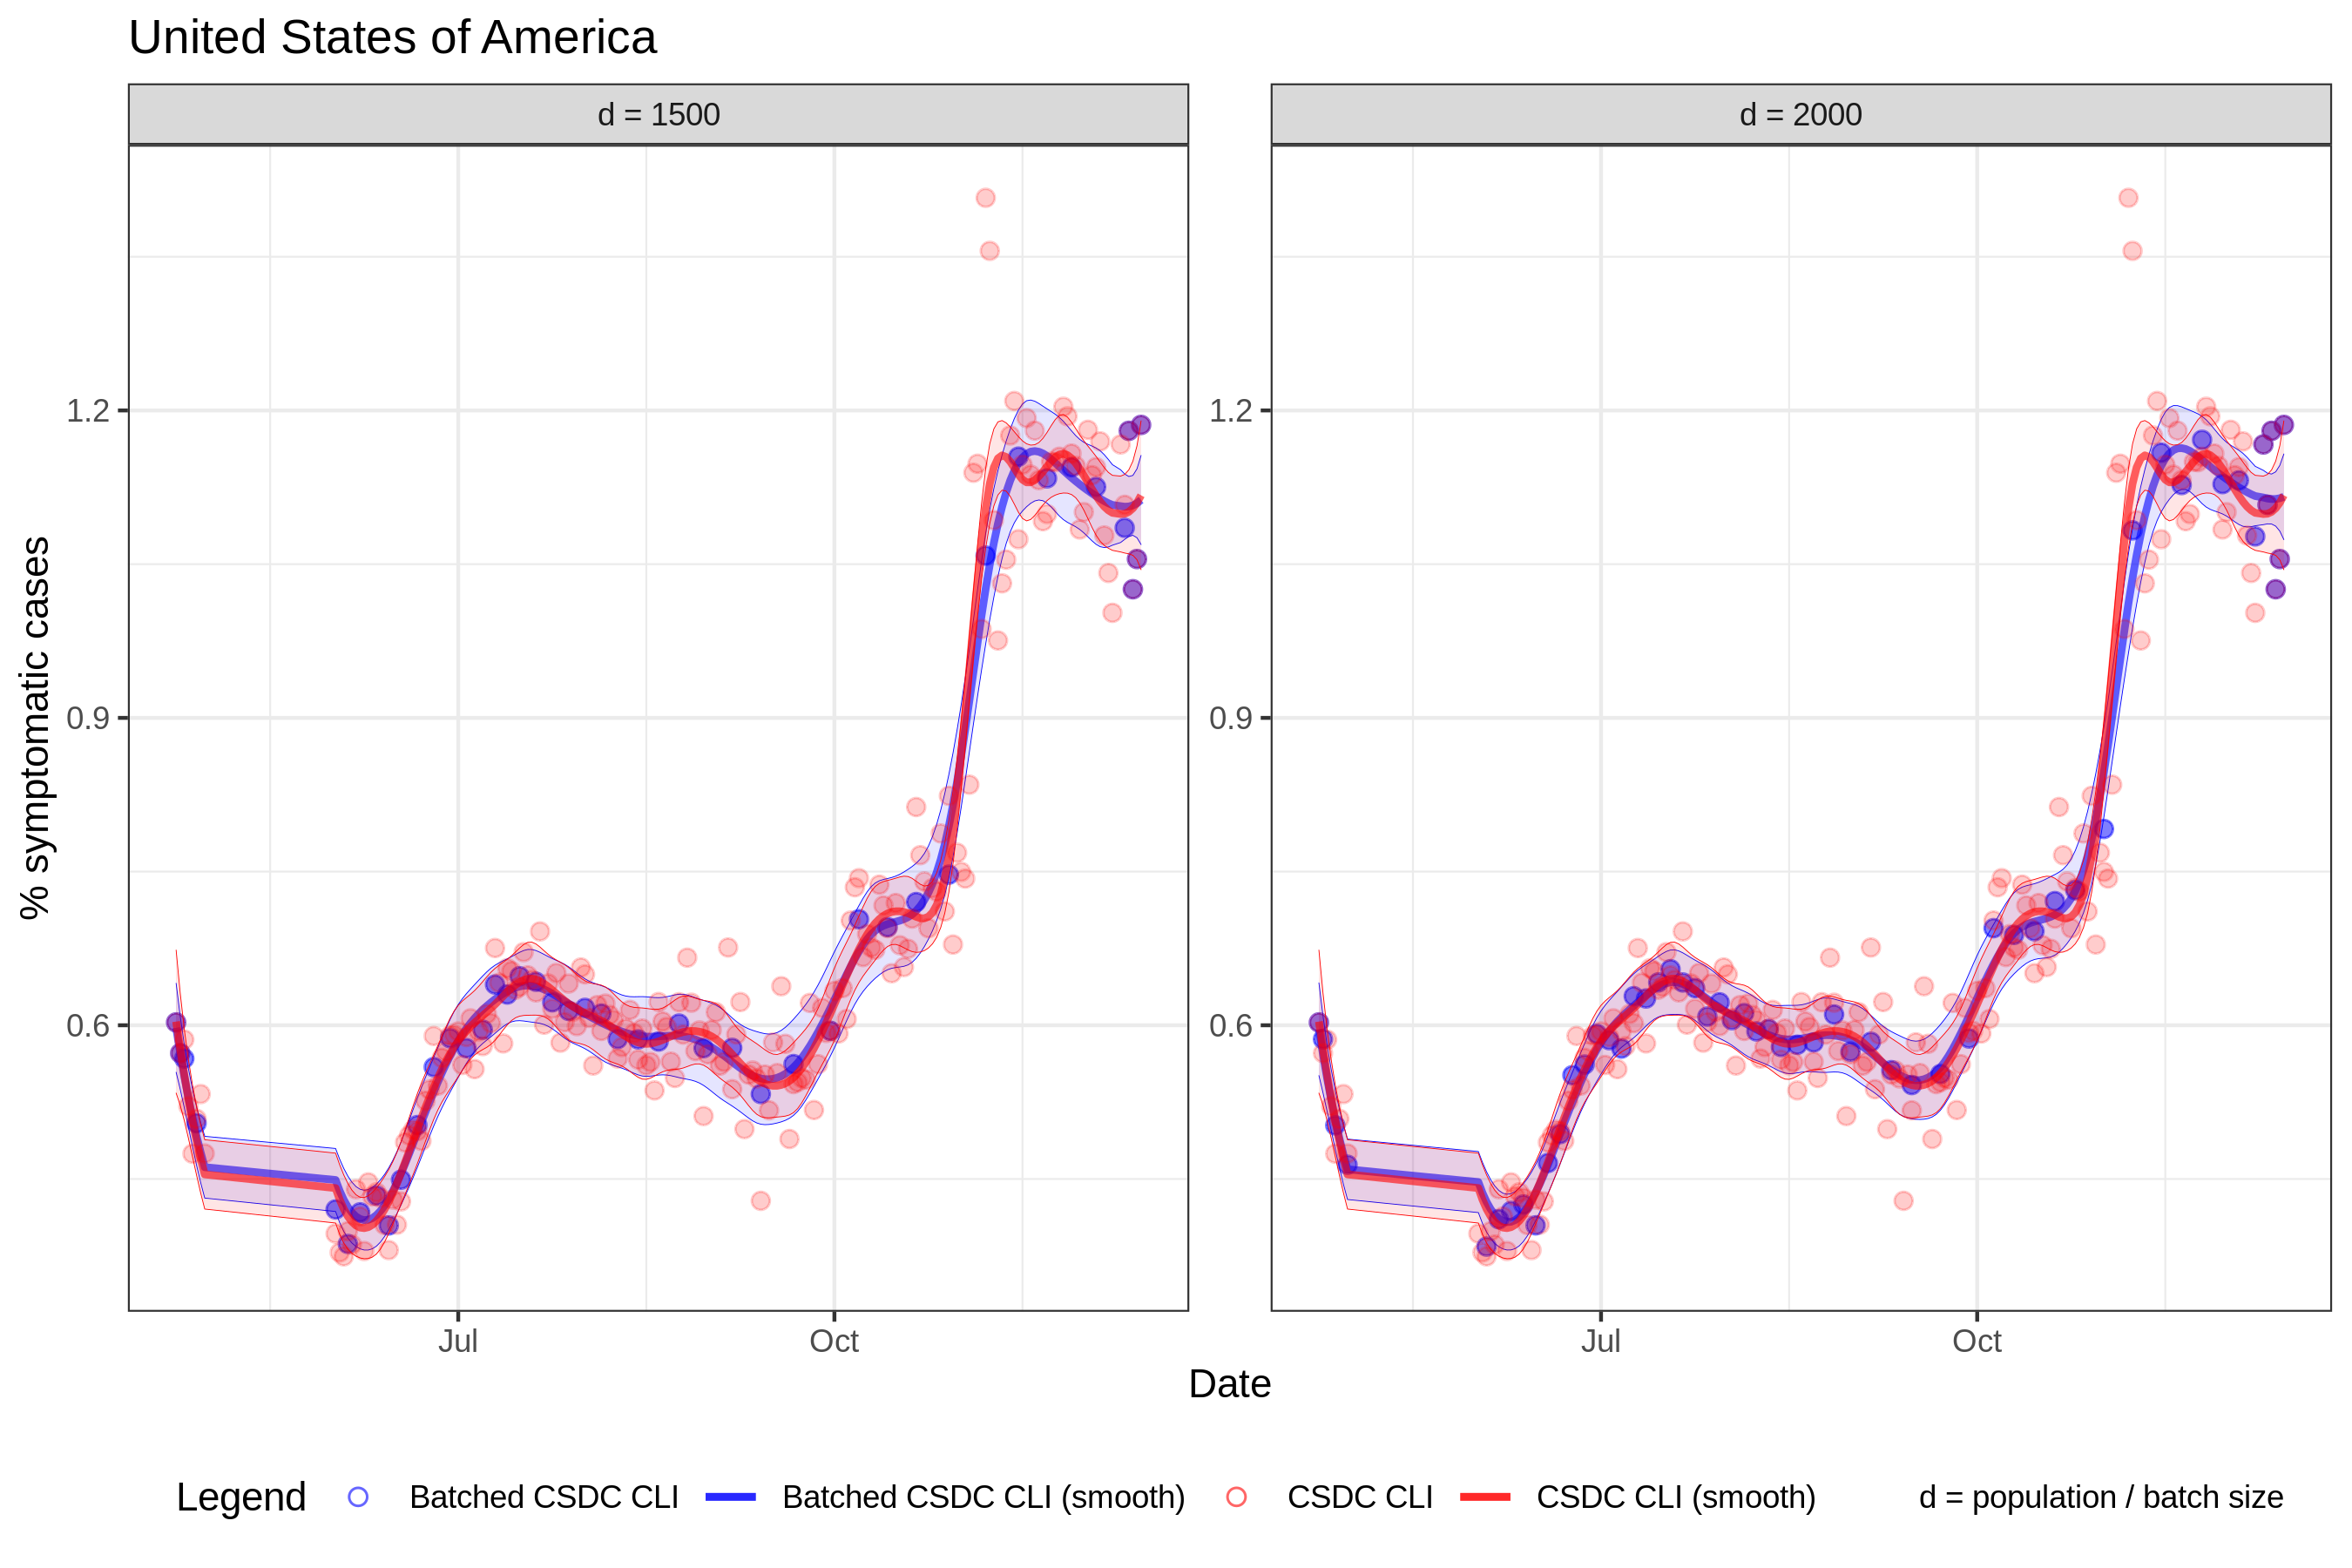 United States of America
d = 1500
d = 2000
% symptomatic cases
1.2
0.9
0.6
1.2
0.9
0.6
Jul
Oct
Jul
Oct
Date
Legend
Batched CSDC CLI
Batched CSDC CLI (smooth)
CSDC CLI
CSDC CLI (smooth)
d = population / batch size